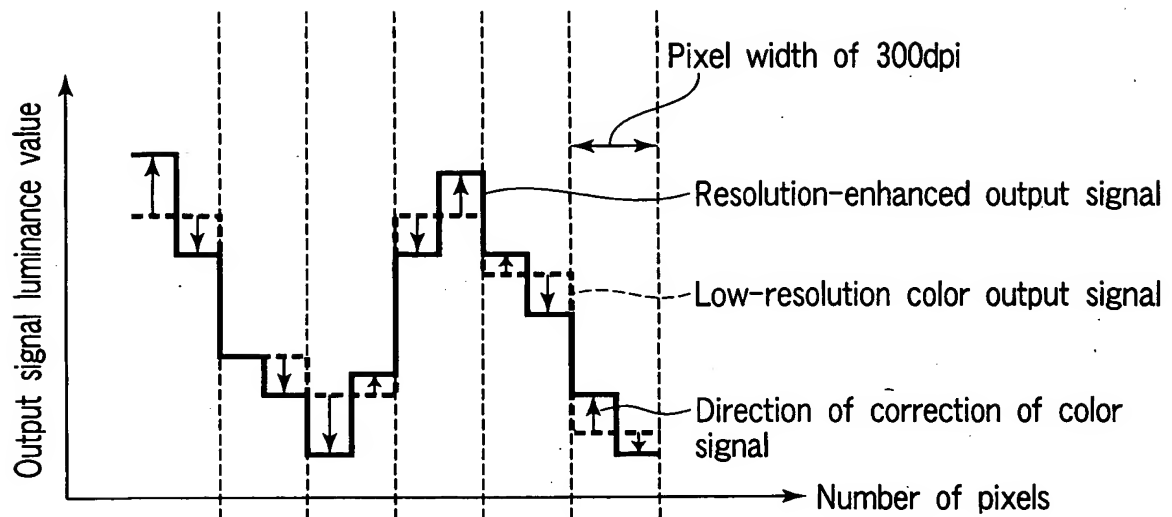 Pixel width of 300dpi
Output signal luminance value
Resolution-enhanced output signal
Low-resolution color output signal
Direction of correction of color
signal
Number of pixels